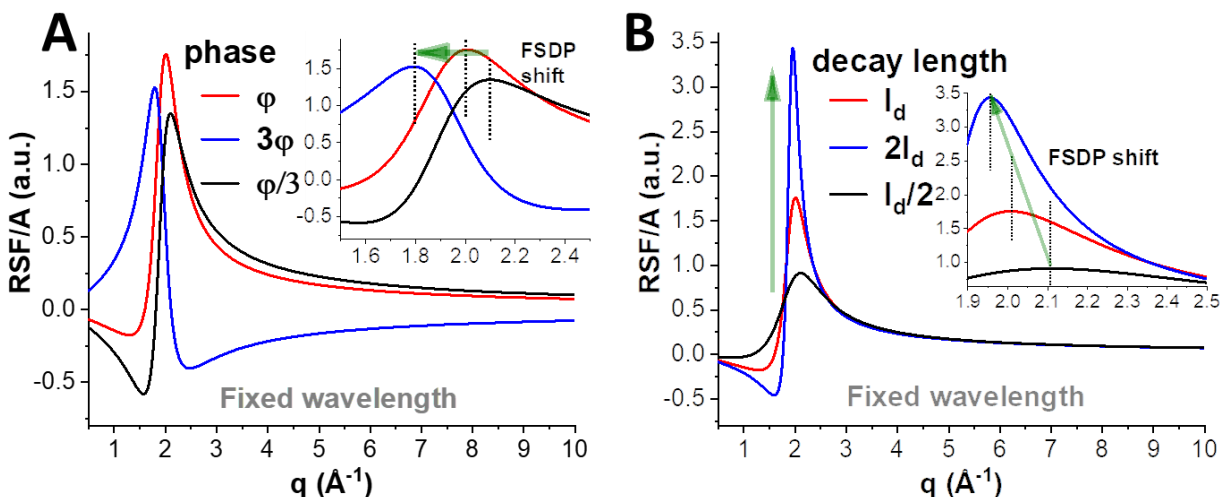 A
phase
φ
3φ
φ/3
FSDP
shift
1.5
1.0
0.5
0.0
-0.5
1.6 1.8 2.0 2.2 2.4
RSF/A (a.u.)
1.5
1.0
0.5
0.0
-0.5
Fixed wavelength
1 2 3 4 5 6 7 8 9 10
q (Å⁻¹)
B
decay length
l_d
2l_d
l_d/2
FSDP shift
3.5
3.0
2.5
2.0
1.5
1.0
1.9 2.0 2.1 2.2 2.3 2.4 2.5
RSF/A (a.u.)
3.5
3.0
2.5
2.0
1.5
1.0
0.5
0.0
-0.5
Fixed wavelength
1 2 3 4 5 6 7 8 9 10
q (Å⁻¹)